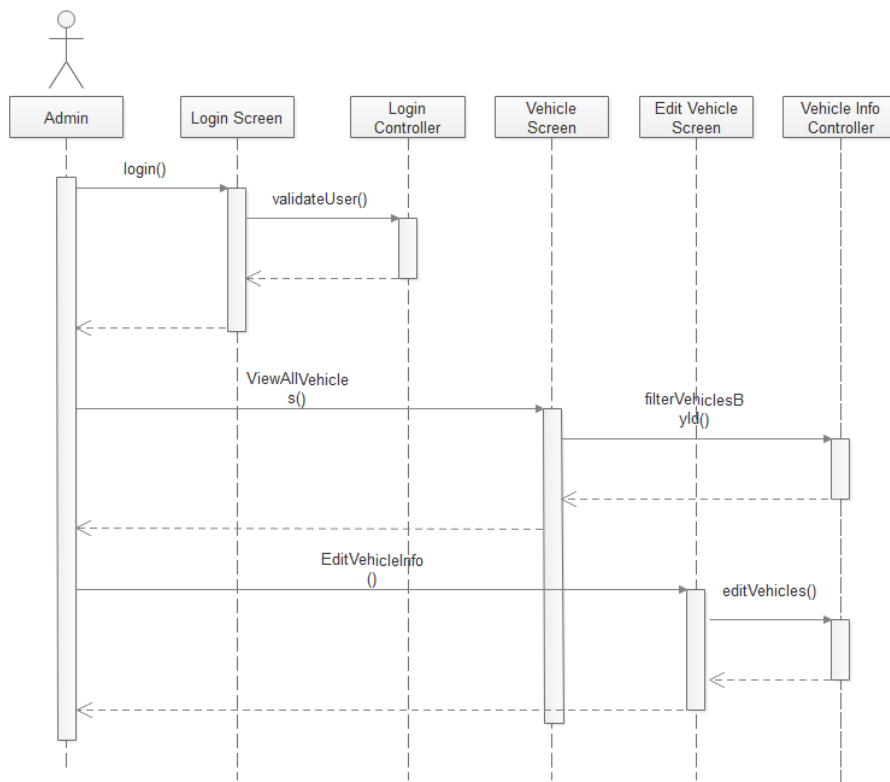 Admin
Login Screen
Login
Controller
Vehicle
Screen
Edit Vehicle
Screen
Vehicle Info
Controller
login()
validateUser()
ViewAllVehicle
s()
filterVehiclesB
yId()
EditVehicleInfo
()
editVehicles()